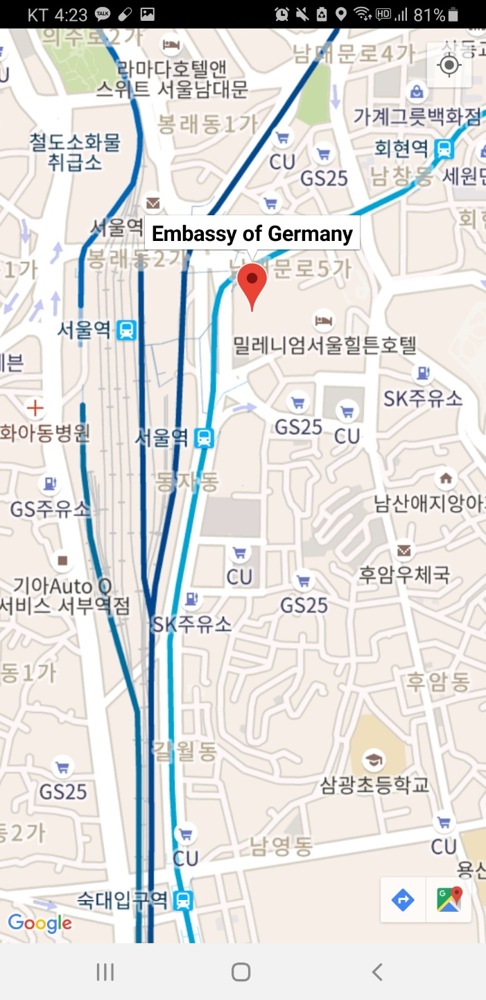 KT 4:23 TALK HD 81%
의주로2가
남대문로4가
라마다호텔앤
스위트 서울남대문
봉래동1가
가계그릇백화점
철도소화물
취급소
CU
회현역
GS25
남창동
세원
서울역
Embassy of Germany
회
1가
봉래동2가
남대문로5가
서울역
밀레니엄서울힐튼호텔
세븐
SK주유소
GS25
CU
화아동병원
서울역
동자동
GS주유소
남산애지앙아
CU
후암우체국
기아Auto Q
서비스 서부역점
GS25
SK주유소
동1가
후암동
갈월동
GS25
삼광초등학교
동2가
남영동
CU
CU
용산
숙대입구역
Google